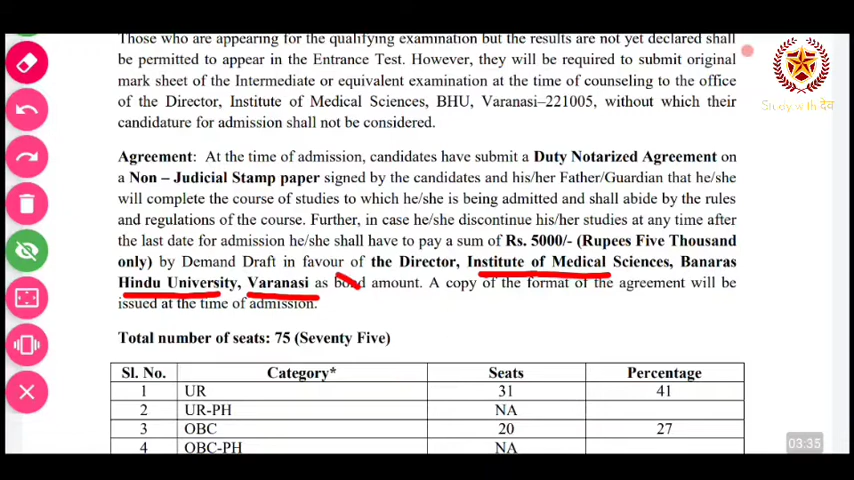 Those who are appearing for the qualifying examination but the results are not yet declared shall
be permitted to appear in the Entrance Test. However, they will be required to submit original
mark sheet of the Intermediate or equivalent examination at the time of counseling to the office
of the Director, Institute of Medical Sciences, BHU, Varanasi–221005, without which their
candidature for admission shall not be considered.
Study with देव
Agreement: At the time of admission, candidates have submit a Duty Notarized Agreement on
a Non – Judicial Stamp paper signed by the candidates and his/her Father/Guardian that he/she
will complete the course of studies to which he/she is being admitted and shall abide by the rules
and regulations of the course. Further, in case he/she discontinue his/her studies at any time after
the last date for admission he/she shall have to pay a sum of Rs. 5000/- (Rupees Five Thousand
only) by Demand Draft in favour of the Director, Institute of Medical Sciences, Banaras
Hindu University, Varanasi as bond amount. A copy of the format of the agreement will be
issued at the time of admission.
Total number of seats: 75 (Seventy Five)
Sl. No. Category* Seats Percentage
1 UR 31 41
2 UR-PH NA
3 OBC 20 27
4 OBC-PH NA
03:35